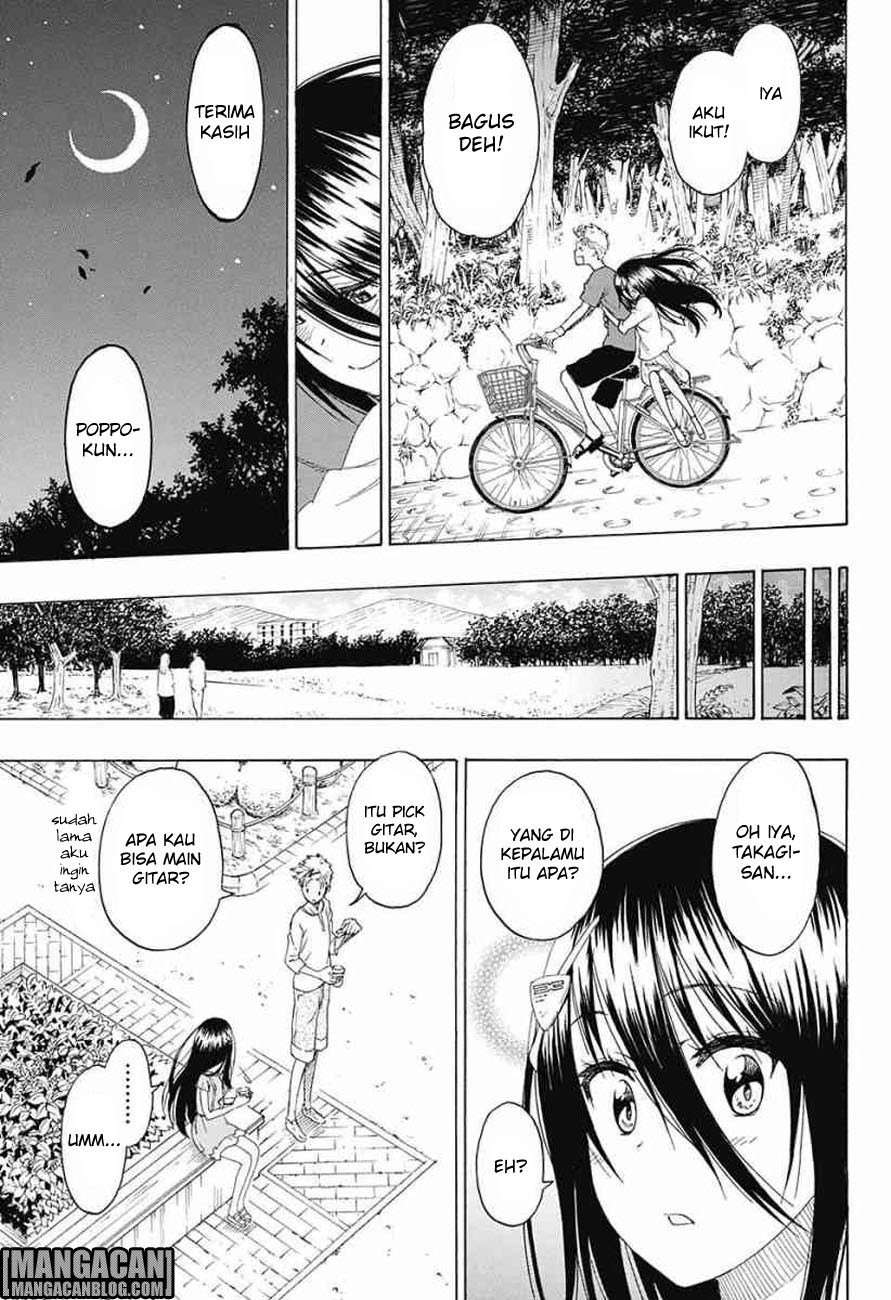 IYA
AKU
IKUT!
BAGUS
DEH!
TERIMA
KASIH
POPPO-
KUN...
OH IYA,
TAKAGI-
SAN...
YANG DI
KEPALAMU
ITU APA?
EH?
ITU PICK
GITAR,
BUKAN?
APA KAU
BISA MAIN
GITAR?
sudah
lama
aku
ingin
tanya
.........
UMM...
[MANGACAN]
MANGACANBLOG.COM